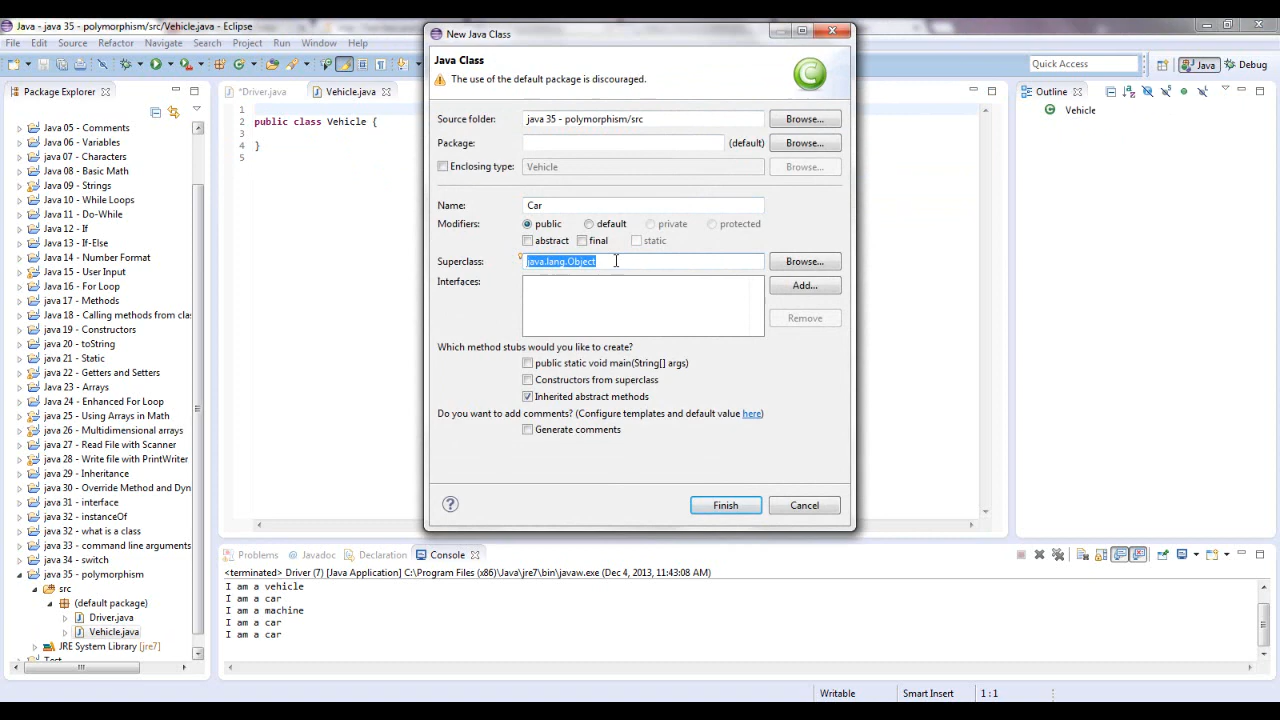 Java - java 35 - polymorphism/src/Vehicle.java - Eclipse
File Edit Source Refactor Navigate Search Project Run Window Help
Quick Access
Java
Debug
Package Explorer
Java 05 - Comments
Java 06 - Variables
java 07 - Characters
Java 08 - Basic Math
Java 09 - Strings
Java 10 - While Loops
Java 11 - Do-While
Java 12 - If
Java 13 - If-Else
Java 14 - Increment
Java 15 - User Input
Java 16 - For Loop
java 17 - Methods
Java 18 - Calling methods from clas
java 19 - Constructors
java 20 - toString
java 21 - Static
java 22 - Getters and Setters
Java 23 - Arrays
Java 24 - Enhanced For Loop
java 25 - Using Arrays in Math
java 26 - Multidimensional arrays
java 27 - Read File with Scanner
java 28 - Write file with PrintWriter
java 29 - Inheritance
java 30 - Override Method and Dyn
java 31 - interface
java 32 - instanceOf
java 32 - what is a class
java 33 - command line arguments
java 34 - switch
java 35 - polymorphism
src
(default package)
Driver.java
Vehicle.java
JRE System Library [jre7]
Test
*Driver.java
Vehicle.java
1
2 public class Vehicle {
3
4 }
5
New Java Class
Java Class
The use of the default package is discouraged.
C
Source folder: java 35 - polymorphism/src Browse...
Package: (default) Browse...
Enclosing type: Vehicle Browse...
Name: Car
Modifiers: public default private protected
abstract final static
Superclass: java.lang.Object Browse...
Interfaces: Add...
Remove
Which method stubs would you like to create?
public static void main(String[] args)
Constructors from superclass
Inherited abstract methods
Do you want to add comments? (Configure templates and default value here)
Generate comments
? Finish Cancel
Outline
Vehicle
Problems @ Javadoc Declaration Console
<terminated> Driver (7) [Java Application] C:\Program Files (x86)\Java\jre7\bin\javaw.exe (Dec 4, 2013, 11:43:08 AM)
I am a vehicle
I am a car
I am a machine
I am a car
I am a car
Writable Smart Insert 1 : 1